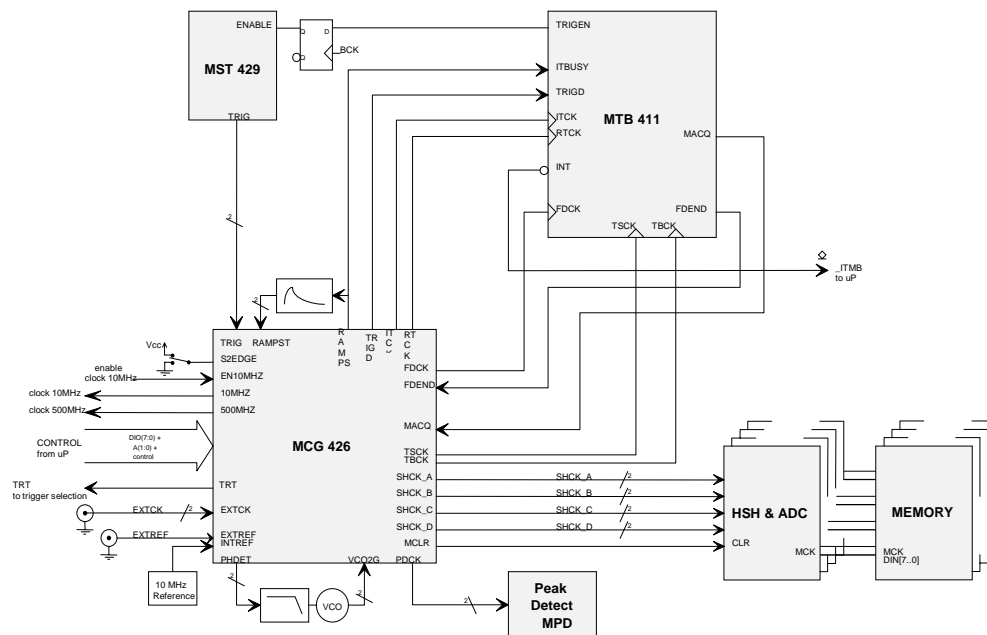 ENABLE
MST 429
TRIG
Q D
Q
_BCK
TRIGEN
ITBUSY
TRIGD
ITCK
RTCK
MTB 411
MACQ
INT
FDCK
FDEND
TSCK TBCK
_ITMB
to uP
2
2
TRIG RAMPST
RAMPS
TRIGD
ITCK
RTCK
Vcc
S2EDGE
enable
clock 10MHz
EN10MHZ
clock 10MHz
10MHZ
clock 500MHz
500MHZ
FDCK
FDEND
MCG 426
MACQ
CONTROL
from uP
DIO(7:0) +
A(1:0) +
control
TSCK
TBCK
TRT
to trigger selection
TRT
SHCK_A SHCK_A 2
SHCK_B SHCK_B 2
SHCK_C SHCK_C 2
SHCK_D SHCK_D 2
MCLR
EXTCK 2 EXTCK
EXTREF EXTREF
INTREF
HSH & ADC
CLR
MCK
MEMORY
MCK
DIN[7..0]
PHDET VCO2G PDCK
10 MHz
Reference
2
VCO
2
2
Peak
Detect
MPD